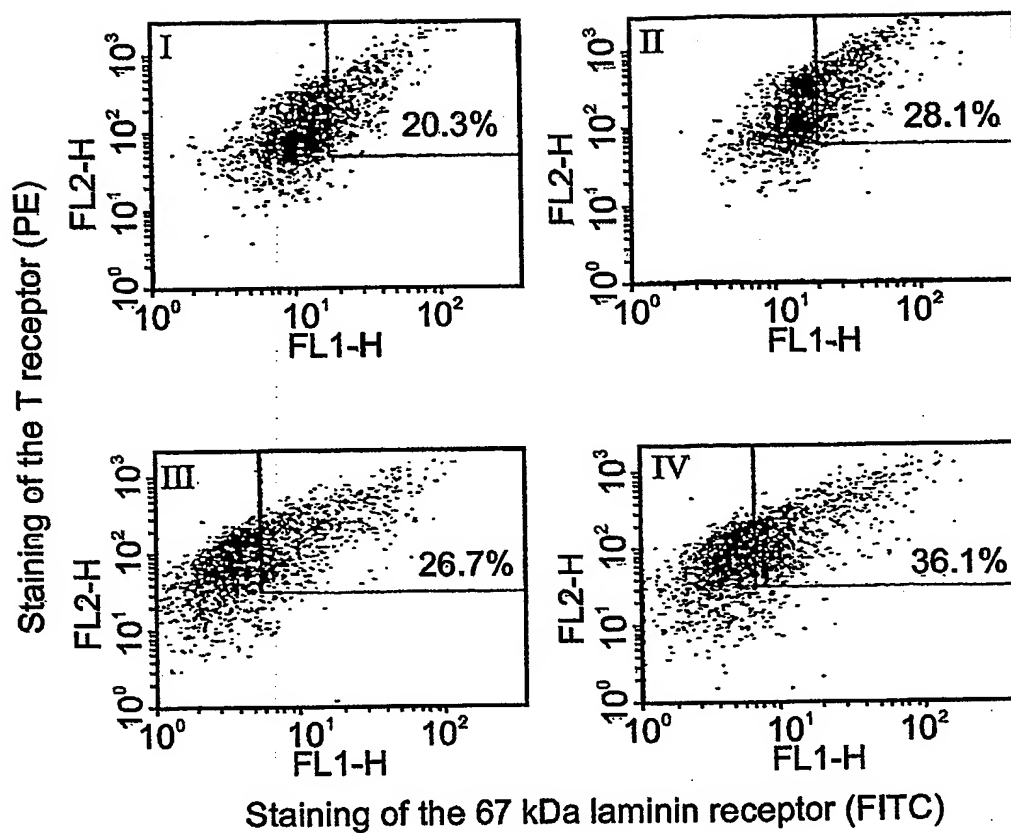 Staining of the T receptor (PE)
I
20.3%
FL2-H
10³
10²
10¹
10⁰
10⁰ 10¹ 10²
FL1-H
II
28.1%
FL2-H
10³
10²
10¹
10⁰
10⁰ 10¹ 10²
FL1-H
III
26.7%
FL2-H
10³
10²
10¹
10⁰
10⁰ 10¹ 10²
FL1-H
IV
36.1%
FL2-H
10³
10²
10¹
10⁰
10⁰ 10¹ 10²
FL1-H
Staining of the 67 kDa laminin receptor (FITC)